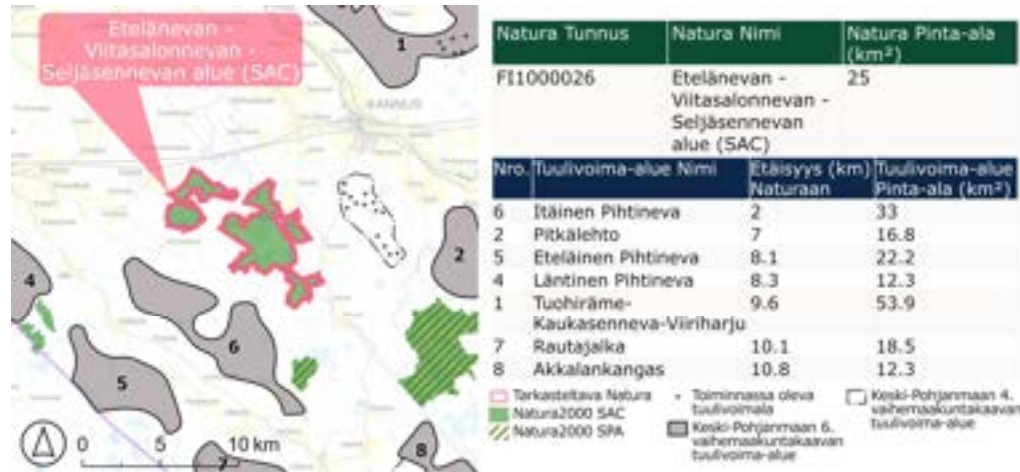 Etelänevan -
Viitasalonnevan -
Seljäsennevan alue (SAC)
1
KANNUS
2
4
6
5
7
8
0 5 10 km
Natura Tunnus Natura Nimi Natura Pinta-ala (km²)
FI1000026 Etelänevan -
Viitasalonnevan -
Seljäsennevan
alue (SAC) 25
Nro. Tuulivoima-alue Nimi Etäisyys (km) Naturaan Tuulivoima-alue Pinta-ala (km²)
6 Itäinen Pihtineva 2 33
2 Pitkälehto 7 16.8
5 Eteläinen Pihtineva 8.1 22.2
4 Läntinen Pihtineva 8.3 12.3
1 Tuohiräme- 9.6 53.9
Kaukasenneva-Viiriharju
7 Rautajalka 10.1 18.5
8 Akkalankangas 10.8 12.3
Tarkasteltava Natura
Natura2000 SAC
Natura2000 SPA
Toiminnassa oleva
tuulivoimala
Keski-Pohjanmaan 6.
vaihemaakuntakaavan
tuulivoima-alue
Keski-Pohjanmaan 4.
vaihemaakuntakaavan
tuulivoima-alue